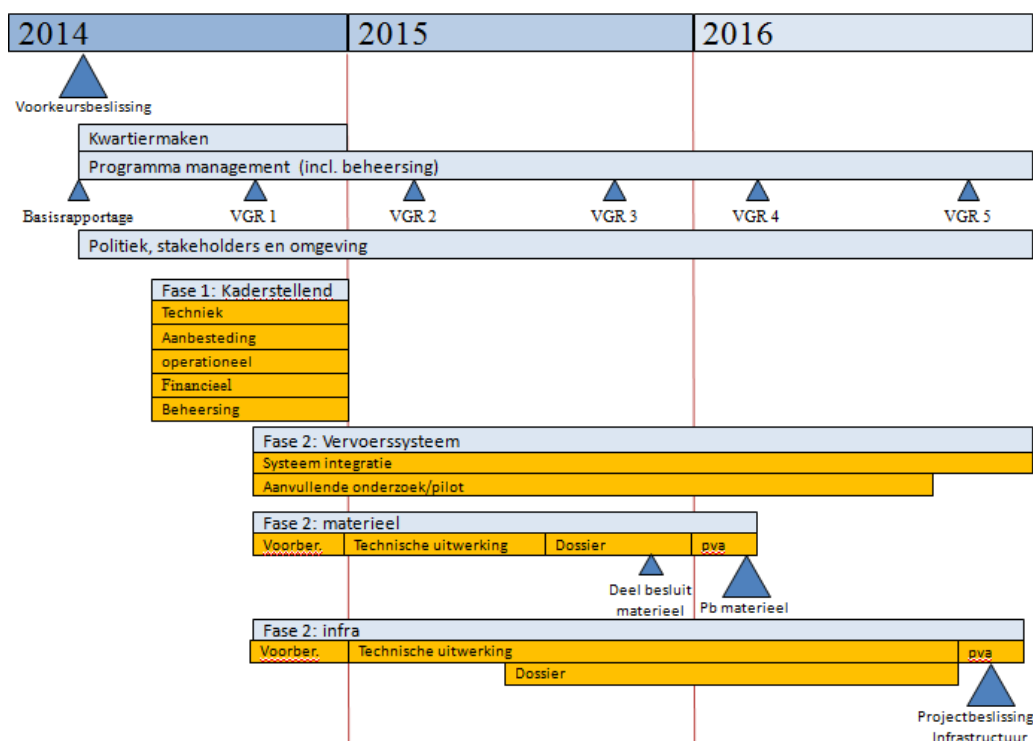 2014 2015 2016
Voorkeursbeslissing
Kwartiermaken
Programma management (incl. beheersing)
Basisrapportage VGR 1 VGR 2 VGR 3 VGR 4 VGR 5
Politiek, stakeholders en omgeving
Fase 1: Kaderstellend
Techniek
Aanbesteding
operationeel
Financieel
Beheersing
Fase 2: Vervoerssysteem
Systeem integratie
Aanvullende onderzoek/pilot
Fase 2: materieel
Voorber. Technische uitwerking Dossier pva
Deel besluit
materieel
Pb materieel
Fase 2: infra
Voorber. Technische uitwerking pva
Dossier
Projectbeslissing
Infrastructuur